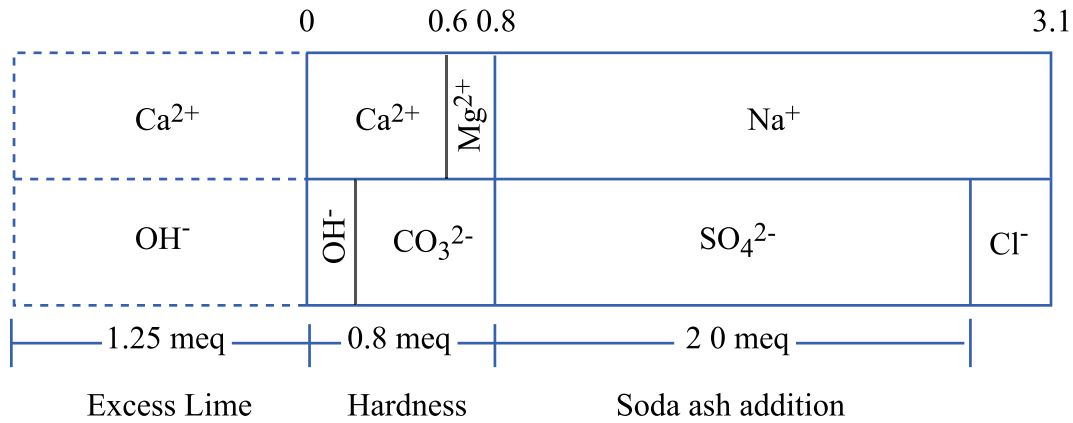 0 0.6 0.8 3.1
Ca²⁺ Ca²⁺ Mg²⁺ Na⁺
OH⁻ OH⁻ CO₃²⁻ SO₄²⁻ Cl⁻
1.25 meq 0.8 meq 2 0 meq
Excess Lime Hardness Soda ash addition